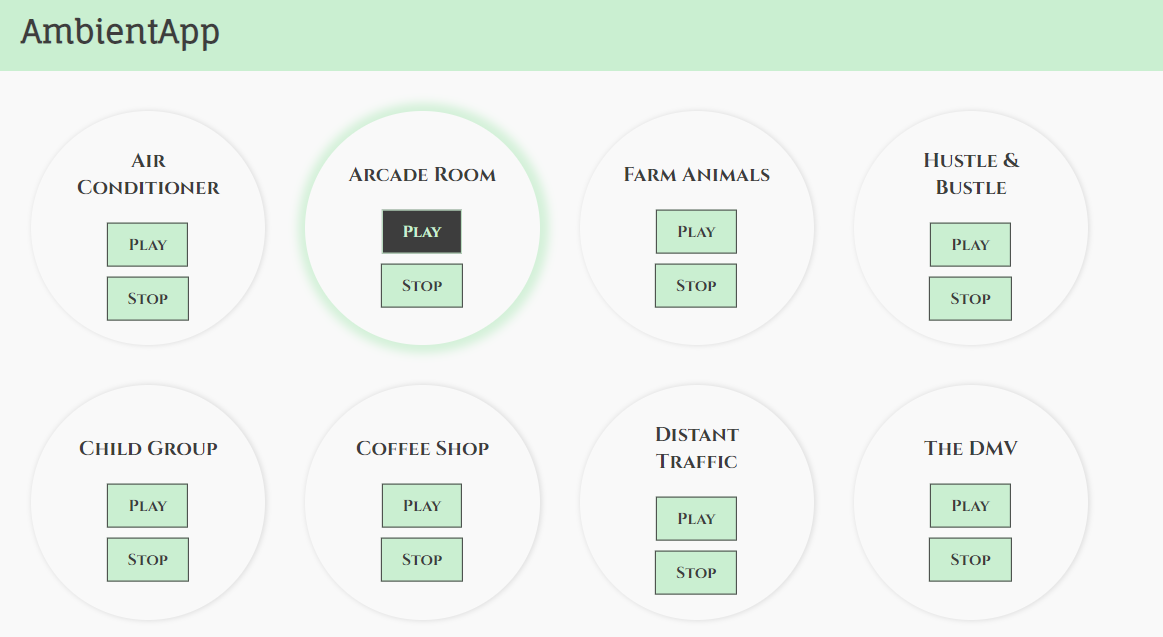 AmbientApp
Air
Conditioner
Play
Stop
Arcade Room
Play
Stop
Farm Animals
Play
Stop
Hustle &
Bustle
Play
Stop
Child Group
Play
Stop
Coffee Shop
Play
Stop
Distant
Traffic
Play
Stop
The DMV
Play
Stop